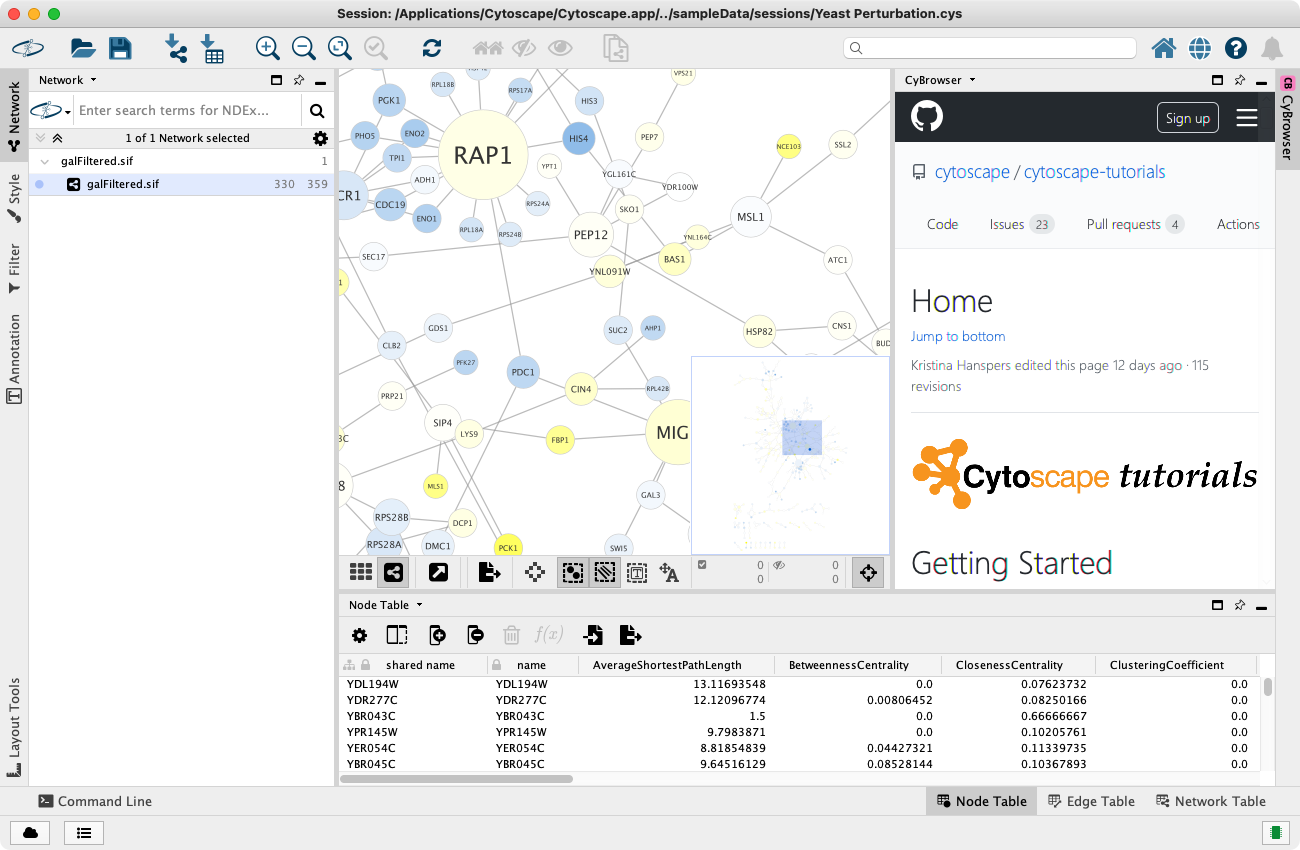 Session: /Applications/Cytoscape/Cytoscape.app/../sampleData/sessions/Yeast Perturbation.cys
Network
Style
Filter
Annotation
Layout Tools
Network
Enter search terms for NDEx...
1 of 1 Network selected
galFiltered.sif 1
galFiltered.sif 330 359
RPL18B
RPS17A
VPS21
PGK1
HIS3
PHO5
ENO2
RAP1
HIS4
PEP7
NCE103
SSL2
TPI1
YPT1
YGL161C
CR1
ADH1
YDR100W
CDC19
ENO1
RPS24A
SKO1
MSL1
RPL18A
RPS24B
PEP12
YNL164C
SEC17
BAS1
ATC1
YNL091W
GDS1
SUC2
AHP1
HSP82
CNS1
CLB2
BUD
PFK27
PDC1
PRP21
CIN4
RPL42B
SIP4
LYS9
FBP1
MIG
3C
8
MLS1
GAL3
RPS28B
DCP1
RPS28A
DMC1
PCK1
SWI5
0 0
0 0
CyBrowser
CB CyBrowser
Sign up
cytoscape / cytoscape-tutorials
Code Issues 23 Pull requests 4 Actions
Home
Jump to bottom
Kristina Hanspers edited this page 12 days ago · 115
revisions
Cytoscape tutorials
Getting Started
Node Table
f(x)
shared name name AverageShortestPathLength BetweennessCentrality ClosenessCentrality ClusteringCoefficient
YDL194W YDL194W 13.11693548 0.0 0.07623732 0.0
YDR277C YDR277C 12.12096774 0.00806452 0.08250166 0.0
YBR043C YBR043C 1.5 0.0 0.66666667 0.0
YPR145W YPR145W 9.7983871 0.0 0.10205761 0.0
YER054C YER054C 8.81854839 0.04427321 0.11339735 0.0
YBR045C YBR045C 9.64516129 0.08528144 0.10367893 0.0
Command Line
Node Table Edge Table Network Table